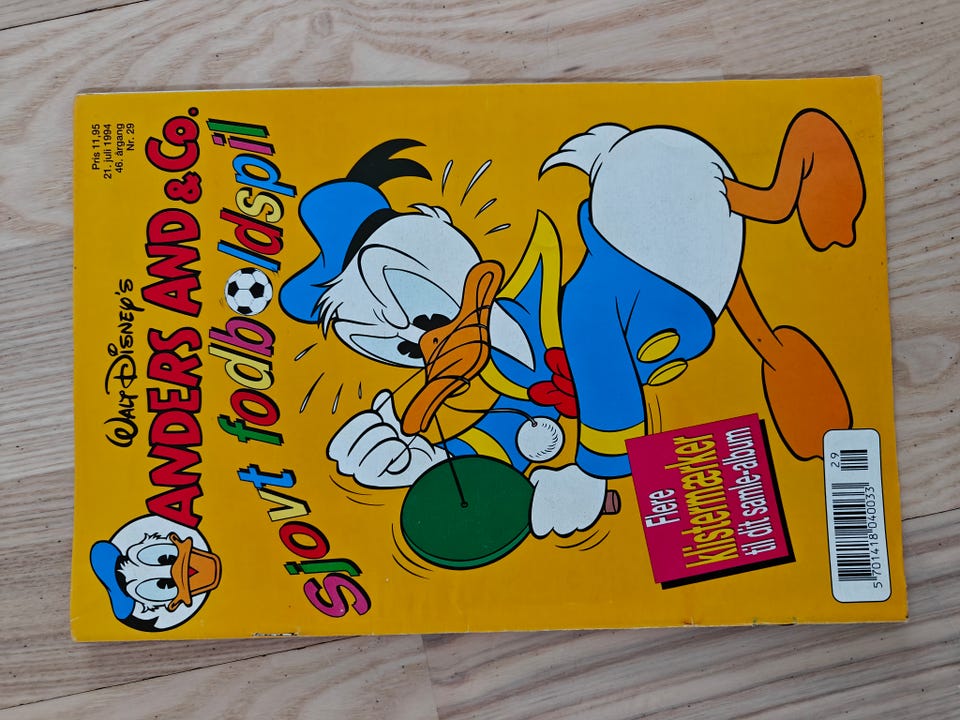 Pris 11,95
21. juli 1994
46. årgang
Nr. 29
WALT DISNEY'S
ANDERS AND & Co.
Sjovt fodboldspil
Flere
klistermærker
til dit samle-album
29
5 701418 040033